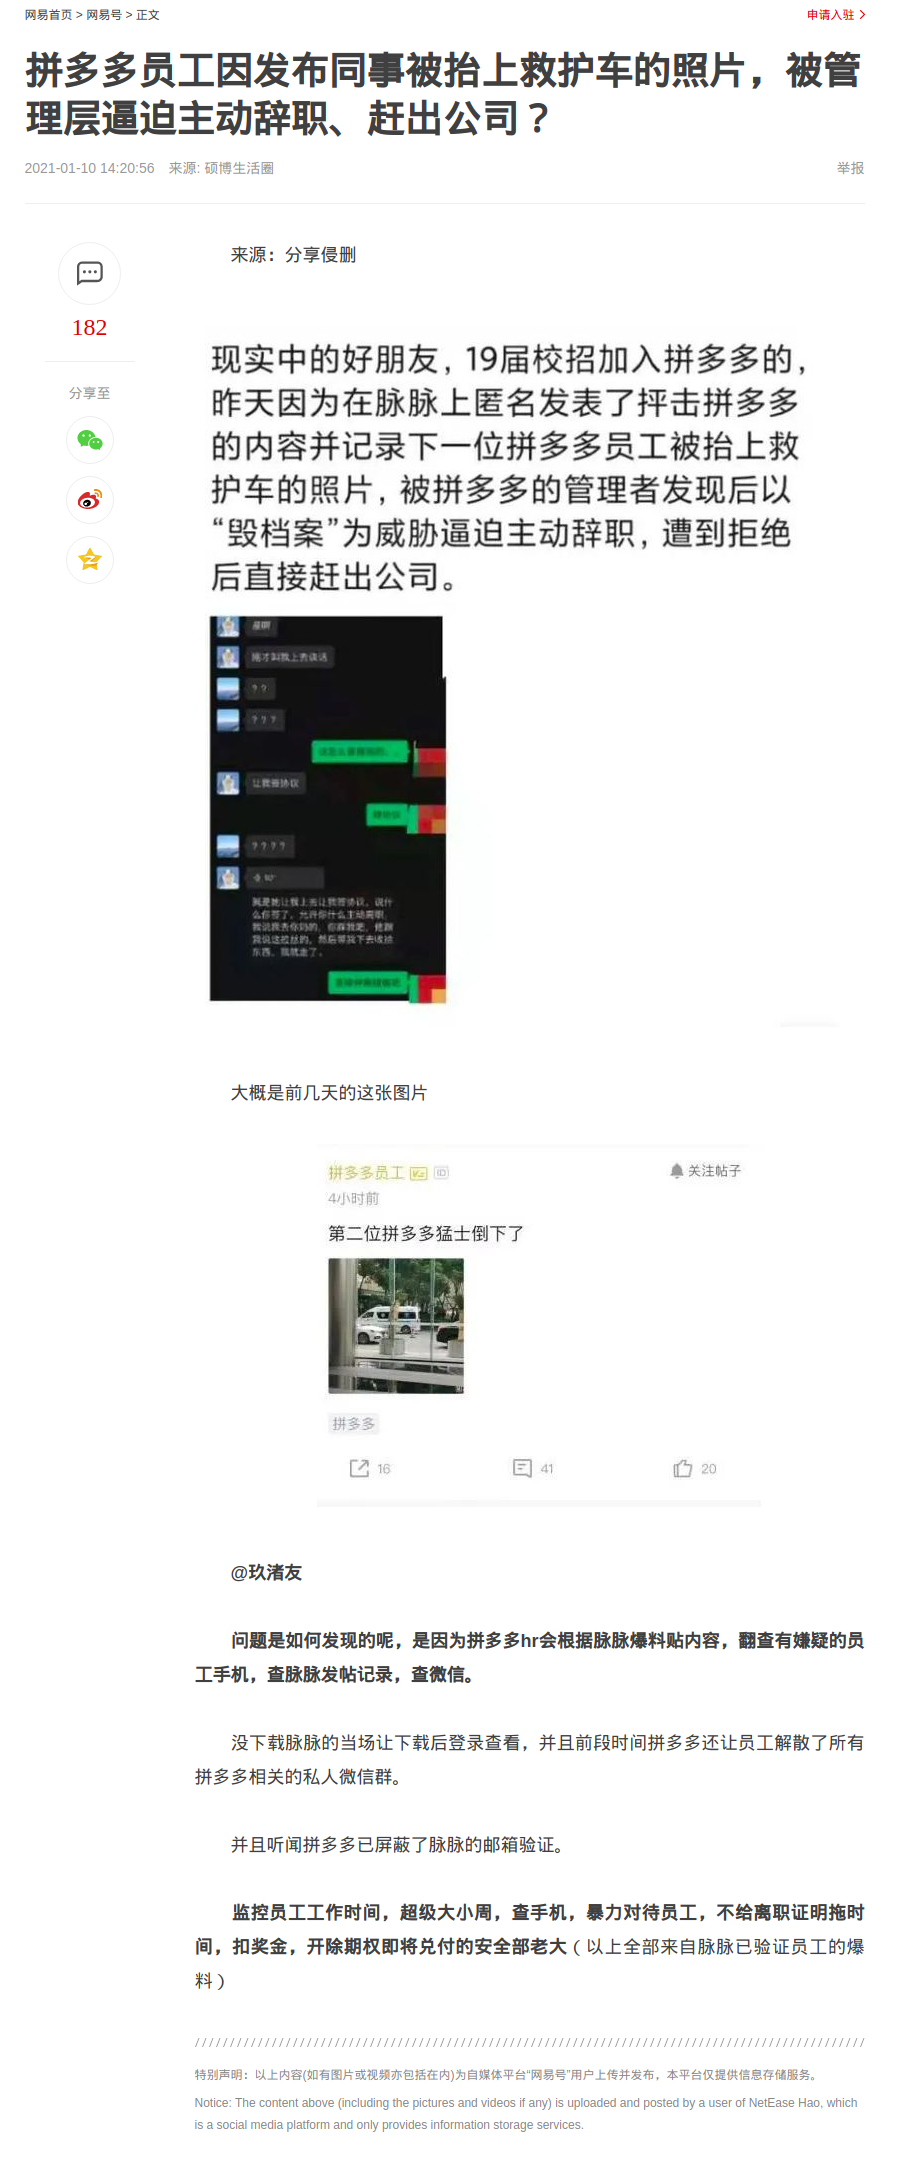 网易首页 > 网易号 > 正文
申请入驻
拼多多员工因发布同事被抬上救护车的照片，被管
理层逼迫主动辞职、赶出公司？
2021-01-10 14:20:56 来源: 硕博生活圈
举报
来源：分享侵删
182
分享至
现实中的好朋友，19届校招加入拼多多的，
昨天因为在脉脉上匿名发表了抨击拼多多
的内容并记录下一位拼多多员工被抬上救
护车的照片，被拼多多的管理者发现后以
“毁档案”为威胁逼迫主动辞职，遭到拒绝
后直接赶出公司。
刚才叫我上去谈话
？？
？？？
让我签协议
？？？？
大概是前几天的这张图片
拼多多员工
关注帖子
4小时前
第二位拼多多猛士倒下了
拼多多
16
41
20
@玖渚友
问题是如何发现的呢，是因为拼多多hr会根据脉脉爆料贴内容，翻查有嫌疑的员
工手机，查脉脉发帖记录，查微信。
没下载脉脉的当场让下载后登录查看，并且前段时间拼多多还让员工解散了所有
拼多多相关的私人微信群。
并且听闻拼多多已屏蔽了脉脉的邮箱验证。
监控员工工作时间，超级大小周，查手机，暴力对待员工，不给离职证明拖时
间，扣奖金，开除期权即将兑付的安全部老大（以上全部来自脉脉已验证员工的爆
料）
特别声明：以上内容(如有图片或视频亦包括在内)为自媒体平台“网易号”用户上传并发布，本平台仅提供信息存储服务。
Notice: The content above (including the pictures and videos if any) is uploaded and posted by a user of NetEase Hao, which
is a social media platform and only provides information storage services.